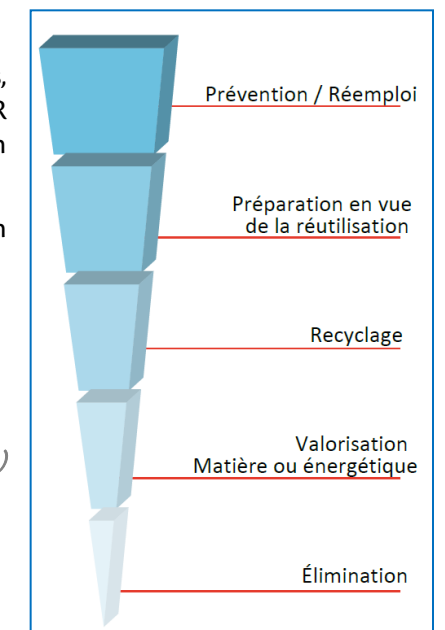 ,
R
n
n
Prévention / Réemploi
Préparation en vue
de la réutilisation
Recyclage
Valorisation
Matière ou énergétique
Élimination